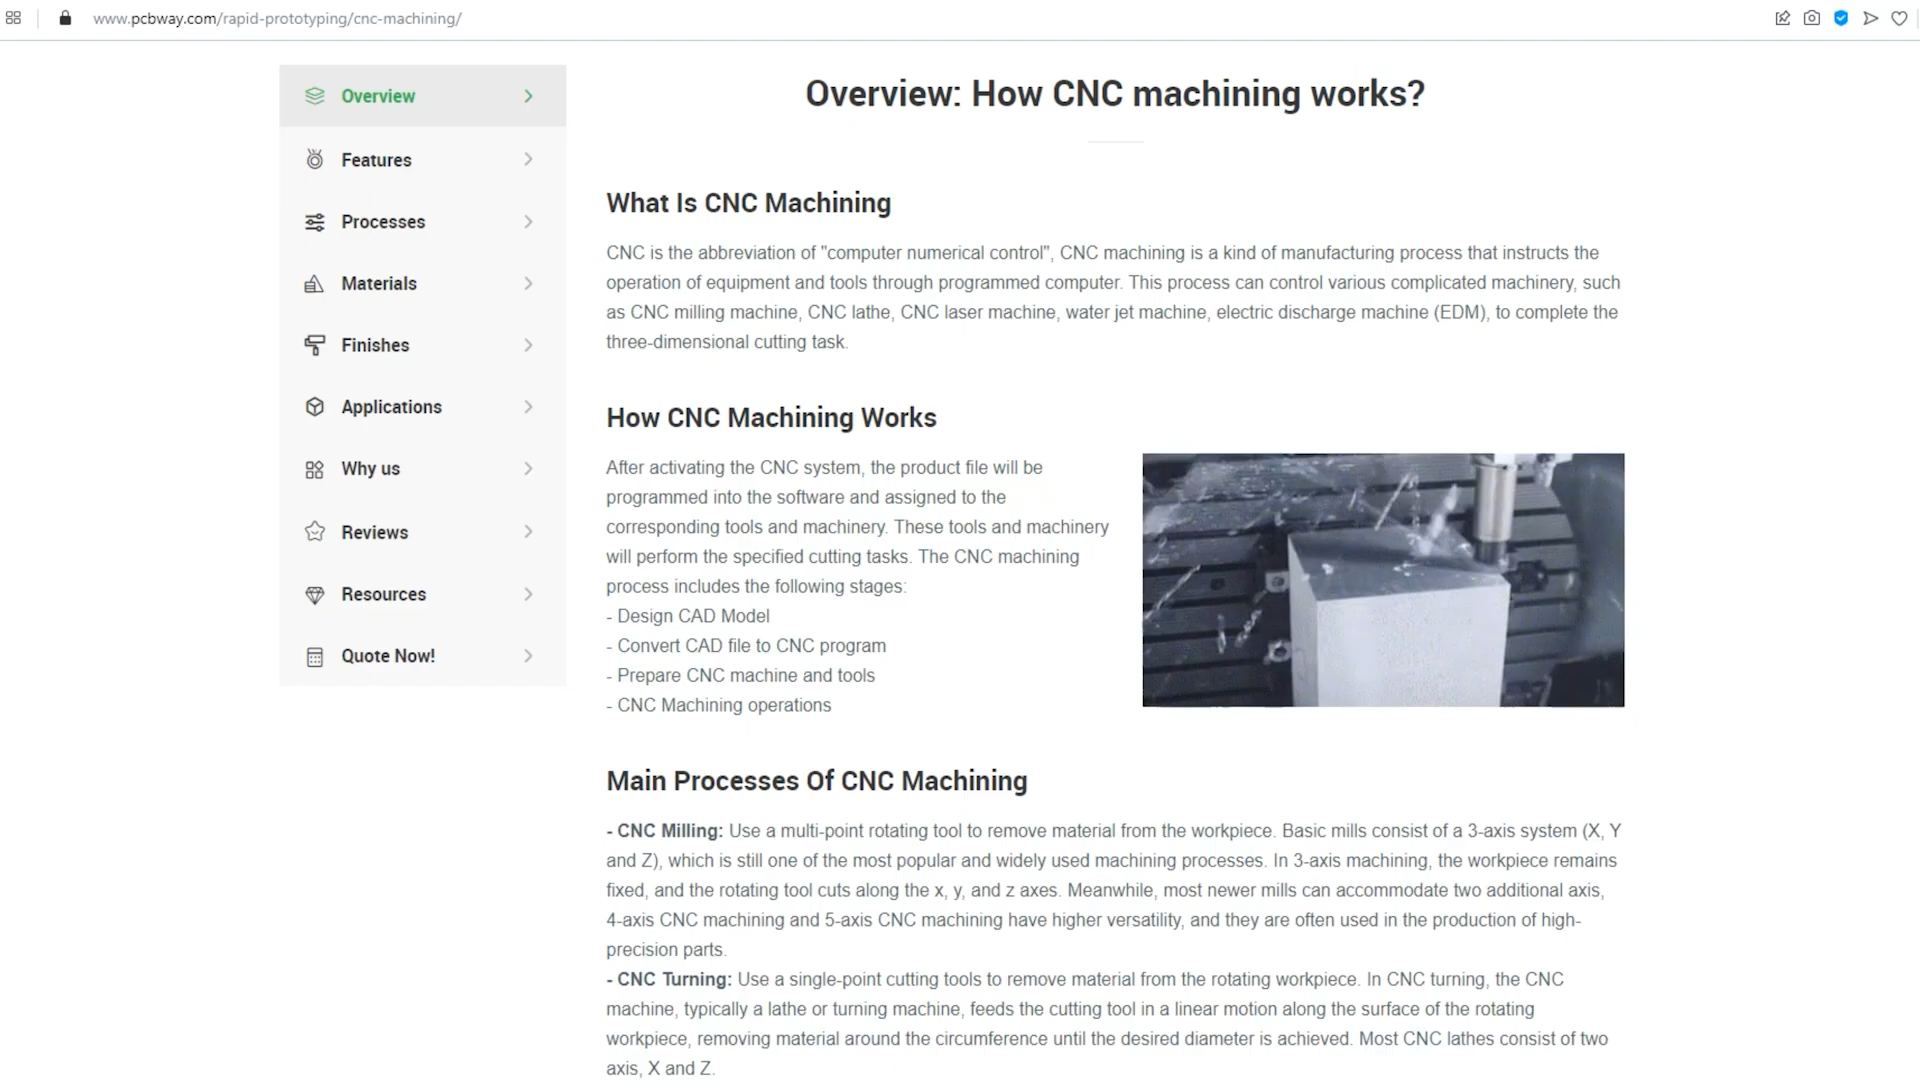 www.pcbway.com/rapid-prototyping/cnc-machining/
Overview
Features
Processes
Materials
Finishes
Applications
Why us
Reviews
Resources
Quote Now!
Overview: How CNC machining works?
What Is CNC Machining
CNC is the abbreviation of "computer numerical control", CNC machining is a kind of manufacturing process that instructs the
operation of equipment and tools through programmed computer. This process can control various complicated machinery, such
as CNC milling machine, CNC lathe, CNC laser machine, water jet machine, electric discharge machine (EDM), to complete the
three-dimensional cutting task.
How CNC Machining Works
After activating the CNC system, the product file will be
programmed into the software and assigned to the
corresponding tools and machinery. These tools and machinery
will perform the specified cutting tasks. The CNC machining
process includes the following stages:
- Design CAD Model
- Convert CAD file to CNC program
- Prepare CNC machine and tools
- CNC Machining operations
Main Processes Of CNC Machining
- CNC Milling: Use a multi-point rotating tool to remove material from the workpiece. Basic mills consist of a 3-axis system (X, Y
and Z), which is still one of the most popular and widely used machining processes. In 3-axis machining, the workpiece remains
fixed, and the rotating tool cuts along the x, y, and z axes. Meanwhile, most newer mills can accommodate two additional axis,
4-axis CNC machining and 5-axis CNC machining have higher versatility, and they are often used in the production of high-
precision parts.
- CNC Turning: Use a single-point cutting tools to remove material from the rotating workpiece. In CNC turning, the CNC
machine, typically a lathe or turning machine, feeds the cutting tool in a linear motion along the surface of the rotating
workpiece, removing material around the circumference until the desired diameter is achieved. Most CNC lathes consist of two
axis, X and Z.